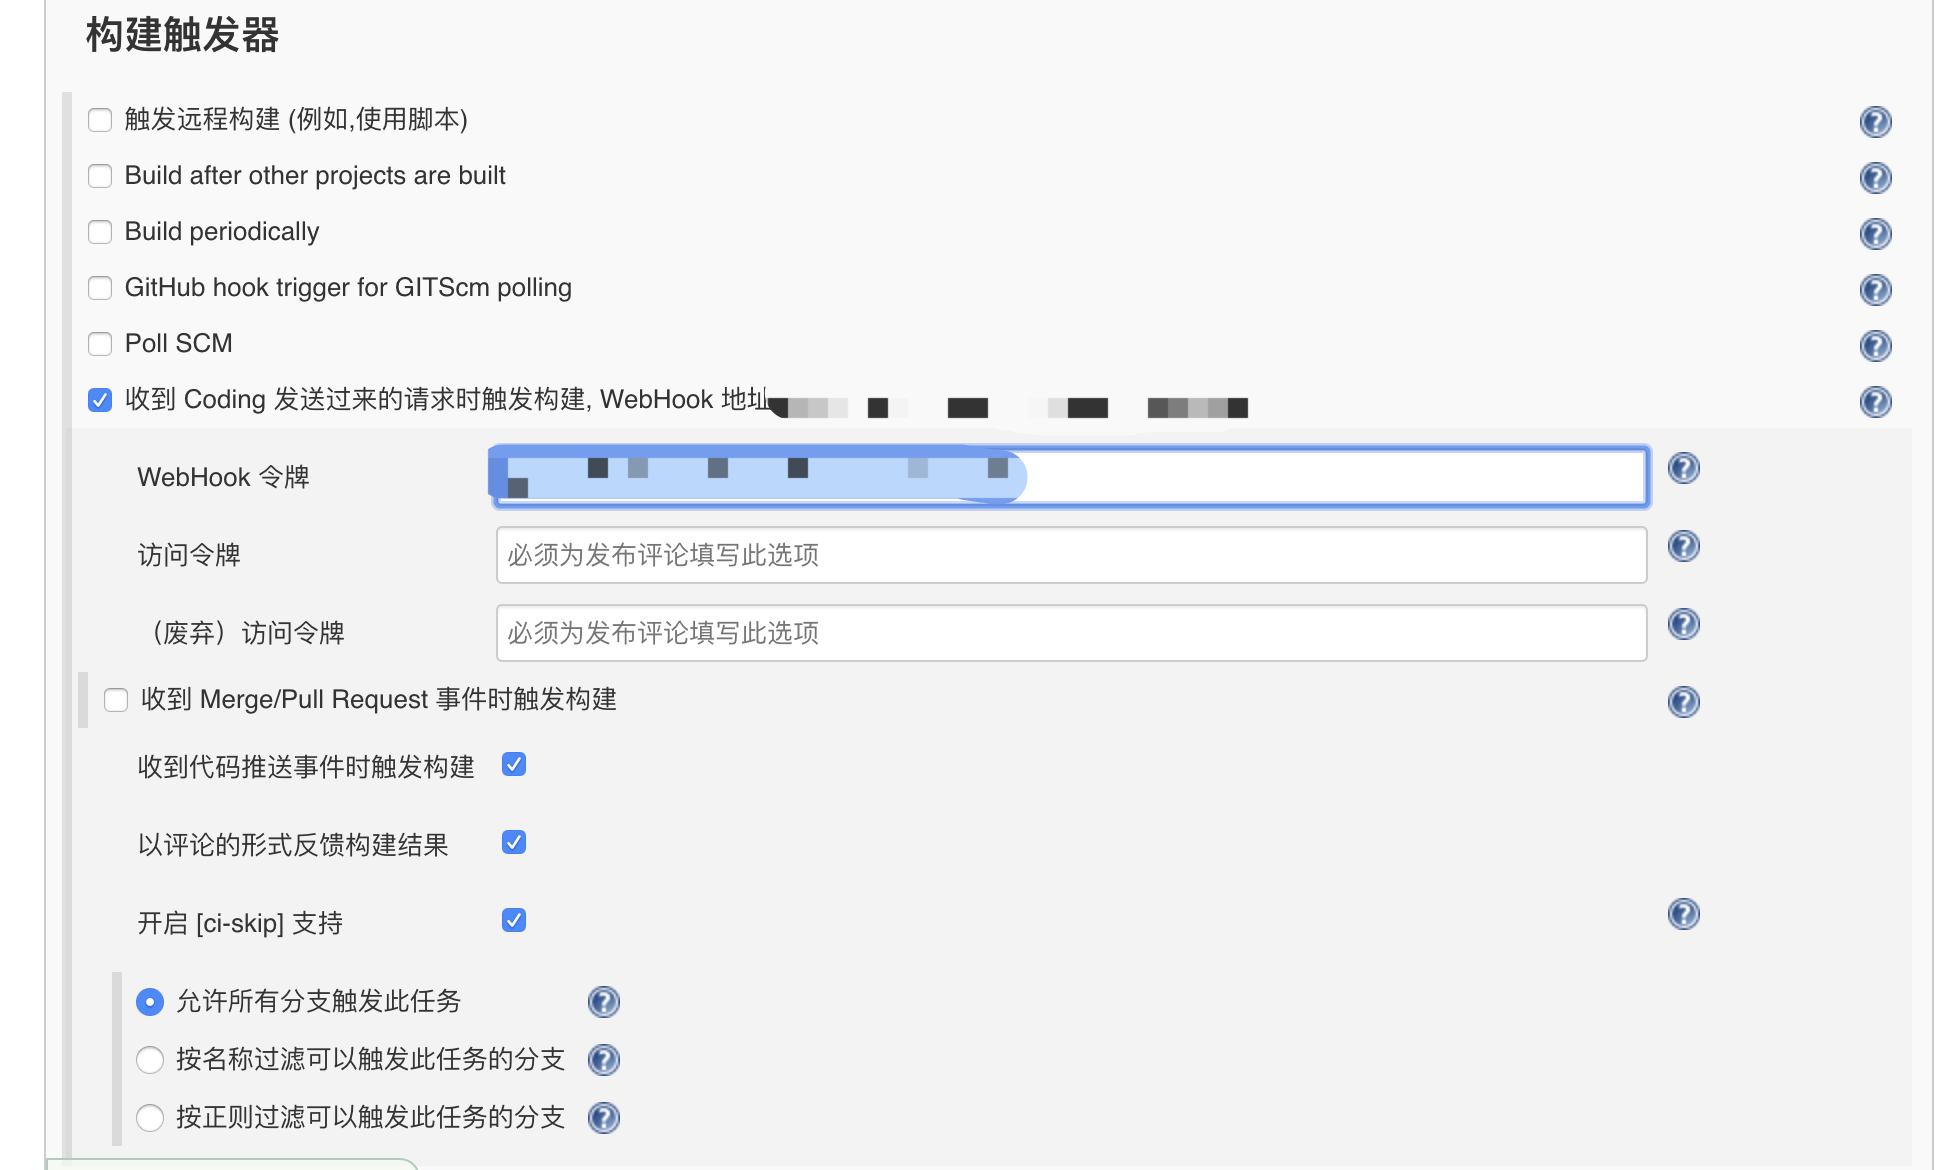 构建触发器
触发远程构建 (例如,使用脚本)
Build after other projects are built
Build periodically
GitHub hook trigger for GITScm polling
Poll SCM
收到 Coding 发送过来的请求时触发构建, WebHook 地址
WebHook 令牌
访问令牌
必须为发布评论填写此选项
（废弃）访问令牌
必须为发布评论填写此选项
收到 Merge/Pull Request 事件时触发构建
收到代码推送事件时触发构建
以评论的形式反馈构建结果
开启 [ci-skip] 支持
允许所有分支触发此任务
按名称过滤可以触发此任务的分支
按正则过滤可以触发此任务的分支